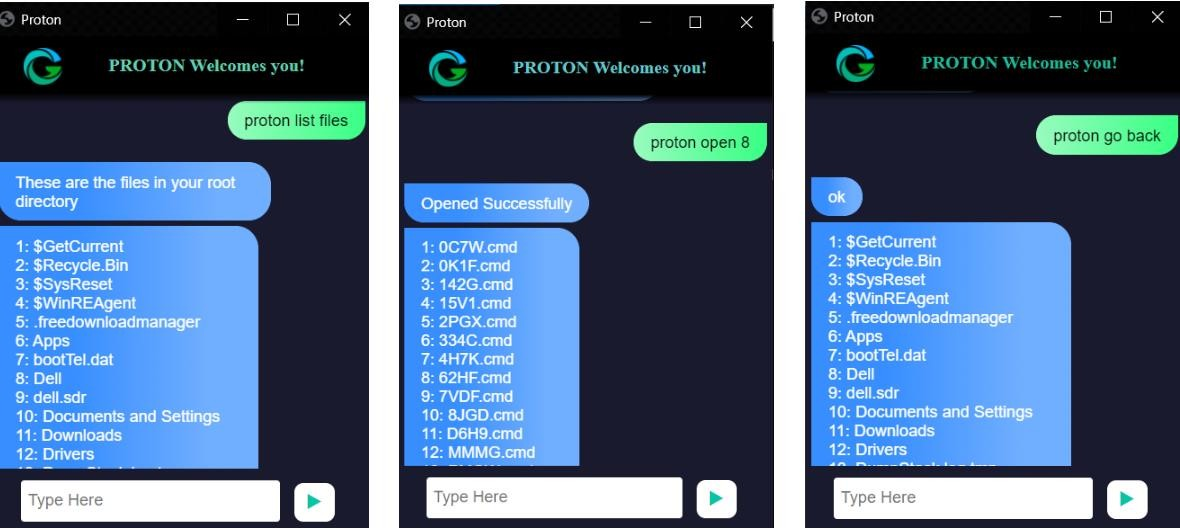 Proton
PROTON Welcomes you!
proton list files
These are the files in your root
directory
1: $GetCurrent
2: $Recycle.Bin
3: $SysReset
4: $WinREAgent
5: .freedownloadmanager
6: Apps
7: bootTel.dat
8: Dell
9: dell.sdr
10: Documents and Settings
11: Downloads
12: Drivers
Type Here
Proton
PROTON Welcomes you!
proton open 8
Opened Successfully
1: 0C7W.cmd
2: 0K1F.cmd
3: 142G.cmd
4: 15V1.cmd
5: 2PGX.cmd
6: 334C.cmd
7: 4H7K.cmd
8: 62HF.cmd
9: 7VDF.cmd
10: 8JGD.cmd
11: D6H9.cmd
12: MMMG.cmd
Type Here
Proton
PROTON Welcomes you!
proton go back
ok
1: $GetCurrent
2: $Recycle.Bin
3: $SysReset
4: $WinREAgent
5: .freedownloadmanager
6: Apps
7: bootTel.dat
8: Dell
9: dell.sdr
10: Documents and Settings
11: Downloads
12: Drivers
Type Here